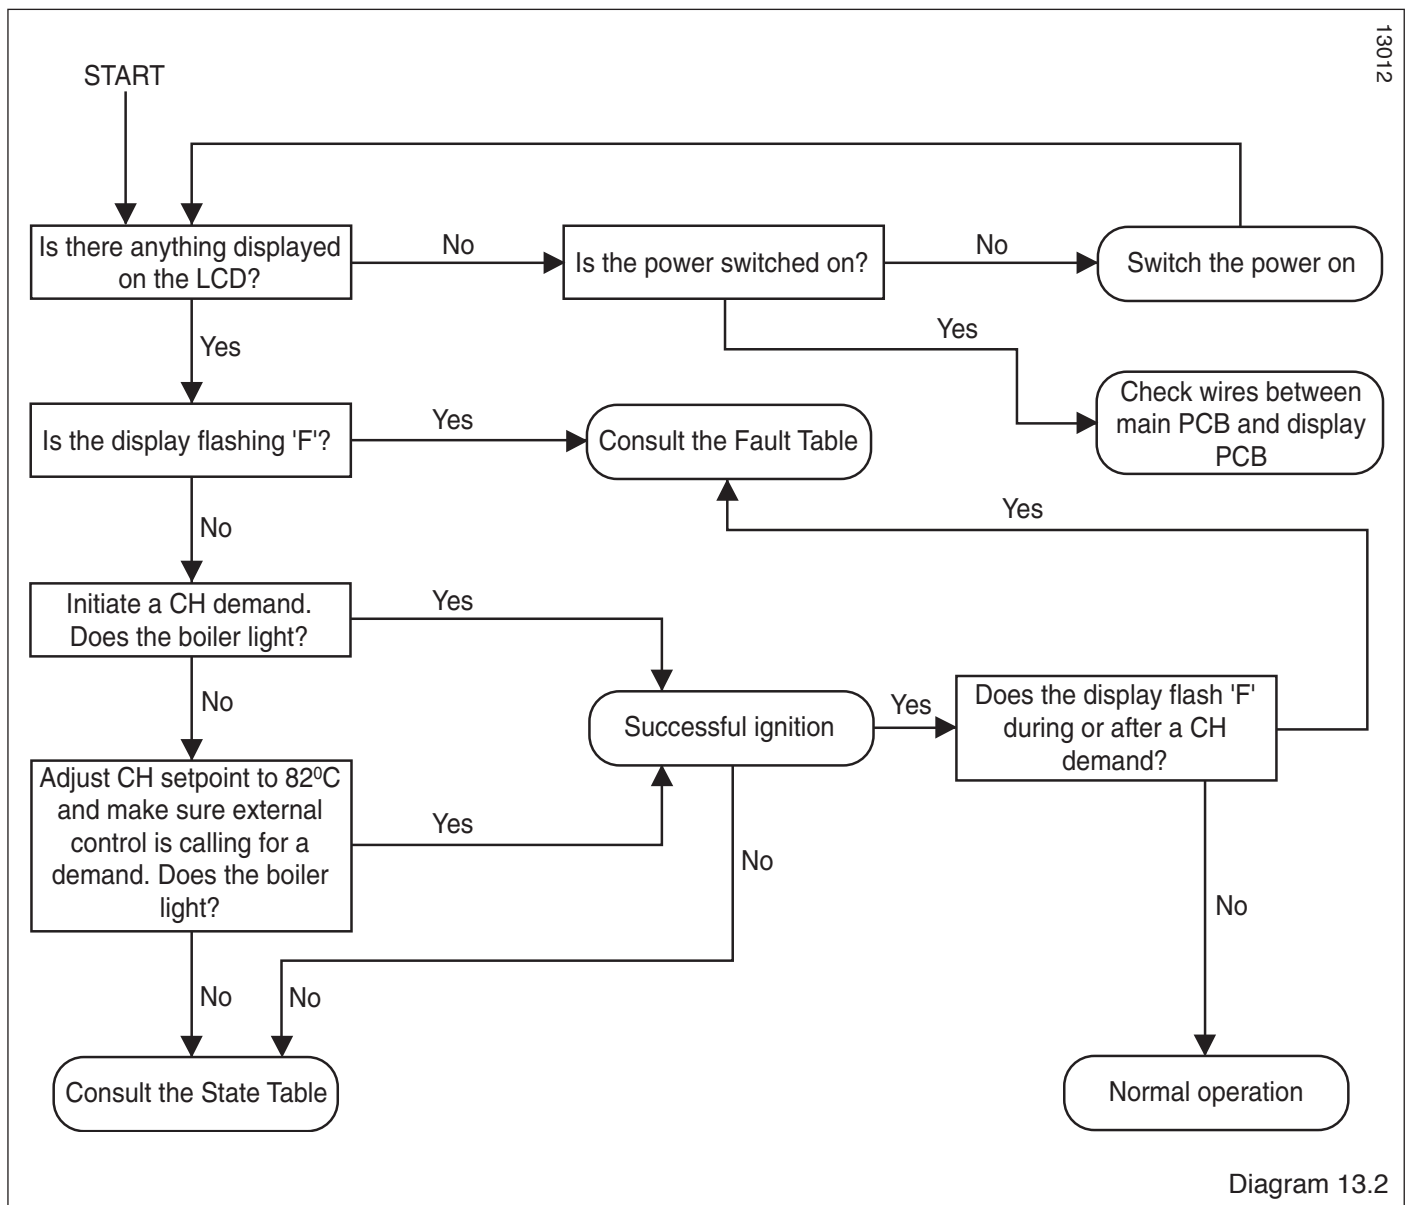 13012
START
Is there anything displayed
on the LCD?
No
Is the power switched on?
No
Switch the power on
Yes
Yes
Check wires between
main PCB and display
PCB
Is the display flashing 'F'?
Yes
Consult the Fault Table
No
Yes
Initiate a CH demand.
Does the boiler light?
Yes
No
Successful ignition
Yes
Does the display flash 'F'
during or after a CH
demand?
Adjust CH setpoint to 82⁰C
and make sure external
control is calling for a
demand. Does the boiler
light?
Yes
No
No
No
No
Consult the State Table
Normal operation
Diagram 13.2